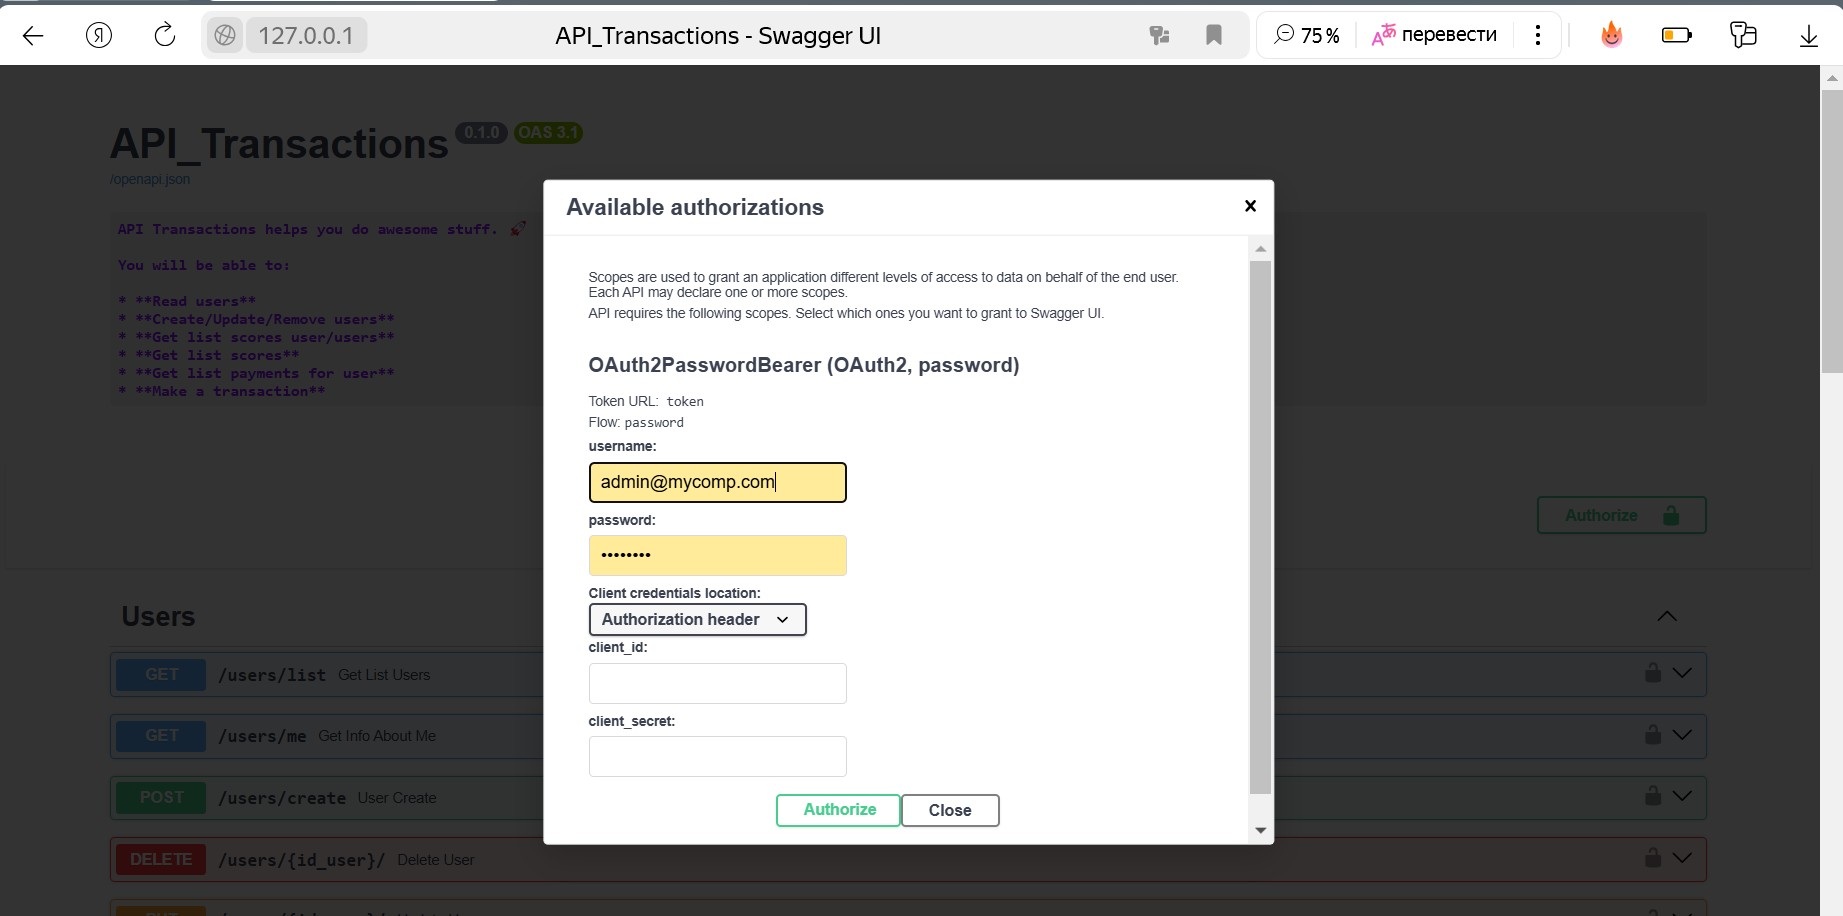 Я
127.0.0.1
API_Transactions - Swagger UI
75 %
перевести
API_Transactions 0.1.0 OAS 3.1
/openapi.json
API Transactions helps you do awesome stuff. 🚀
You will be able to:
* **Read users**
* **Create/Update/Remove users**
* **Get list scores user/users**
* **Get list scores**
* **Get list payments for user**
* **Make a transaction**
Available authorizations
Scopes are used to grant an application different levels of access to data on behalf of the end user.
Each API may declare one or more scopes.
API requires the following scopes. Select which ones you want to grant to Swagger UI.
OAuth2PasswordBearer (OAuth2, password)
Token URL: token
Flow: password
username:
admin@mycomp.com
password:
••••••••
Client credentials location:
Authorization header
client_id:
client_secret:
Authorize
Close
Authorize
Users
GET /users/list Get List Users
GET /users/me Get Info About Me
POST /users/create User Create
DELETE /users/{id_user}/ Delete User